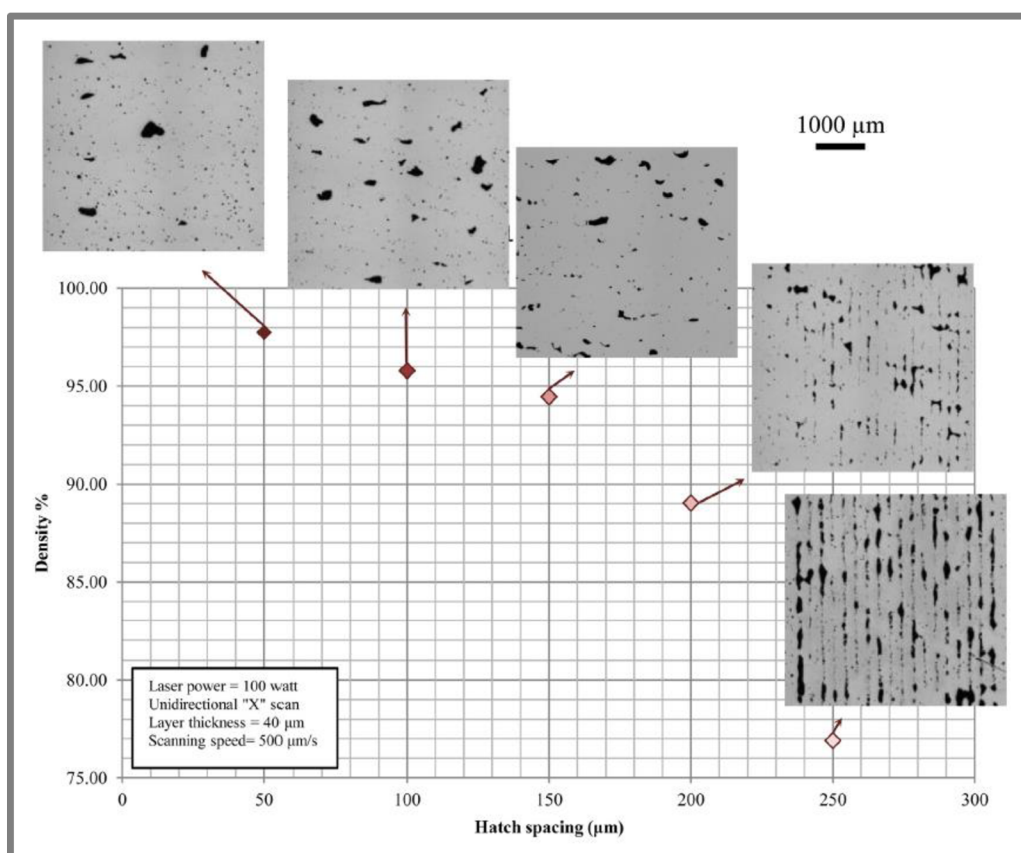 1000 µm
100.00
95.00
90.00
85.00
80.00
75.00
Density %
Laser power = 100 watt
Unidirectional "X" scan
Layer thickness = 40 µm
Scanning speed= 500 µm/s
0 50 100 150 200 250 300
Hatch spacing (µm)